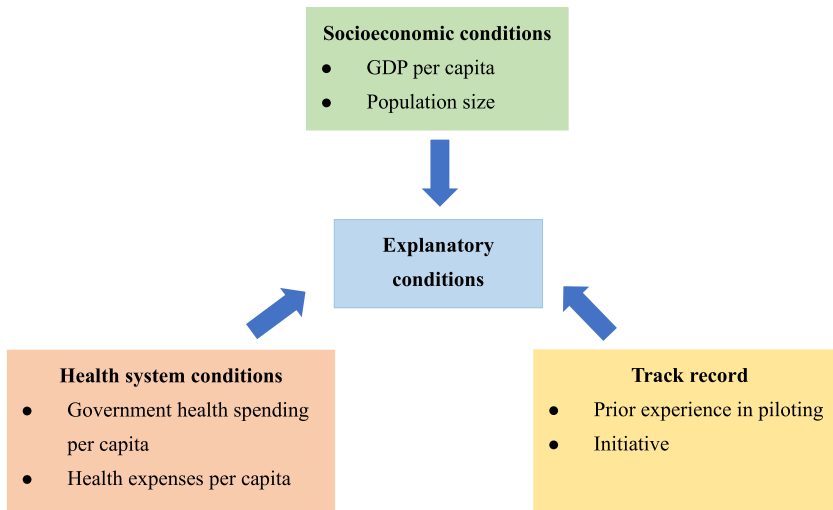 Socioeconomic conditions
● GDP per capita
● Population size
Explanatory
conditions
Health system conditions
● Government health spending
per capita
● Health expenses per capita
Track record
● Prior experience in piloting
● Initiative